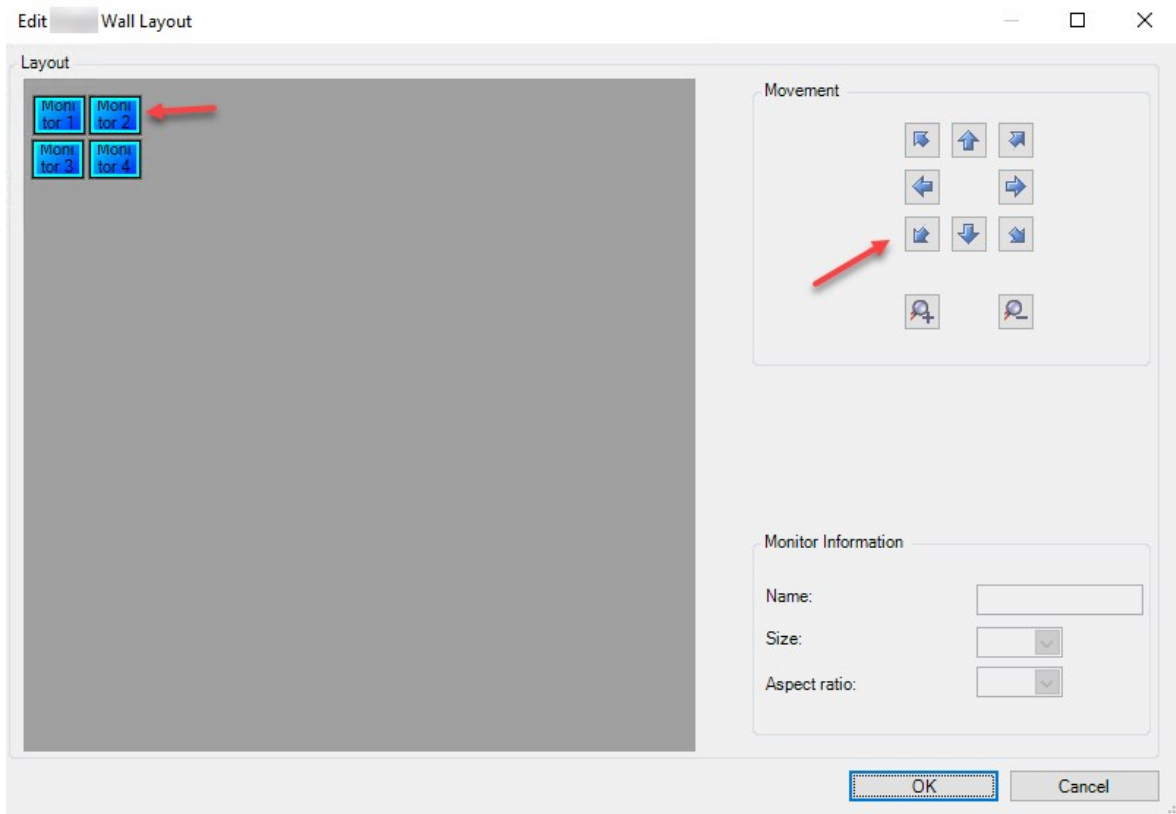 Edit Wall Layout
Layout
Moni
tor 1
Moni
tor 2
Moni
tor 3
Moni
tor 4
Movement
Monitor Information
Name:
Size:
Aspect ratio:
OK
Cancel